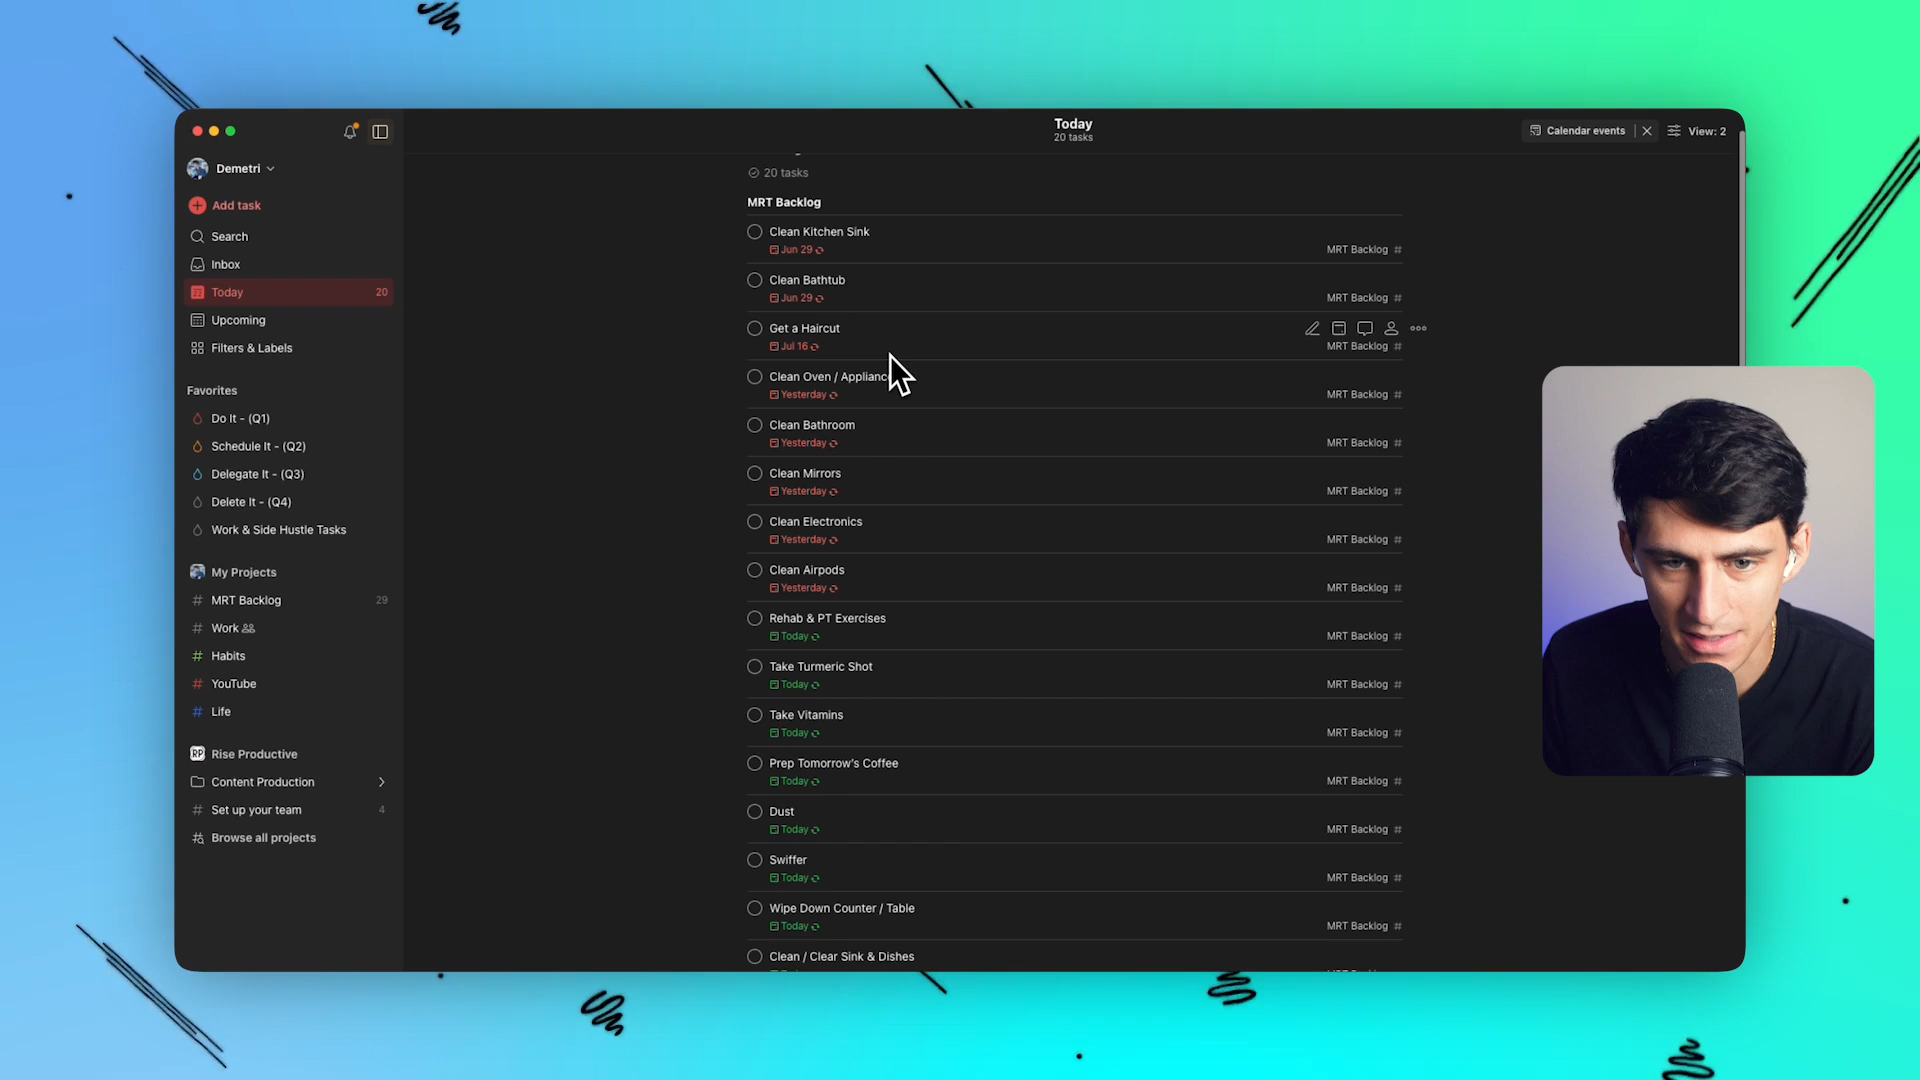 Today
20 tasks
Calendar events
View: 2
Demetri
Add task
Search
Inbox
Today 20
Upcoming
Filters & Labels
Favorites
Do It - (Q1)
Schedule It - (Q2)
Delegate It - (Q3)
Delete It - (Q4)
Work & Side Hustle Tasks
My Projects
# MRT Backlog 29
# Work
# Habits
# YouTube
# Life
RP Rise Productive
Content Production
# Set up your team 4
Browse all projects
20 tasks
MRT Backlog
Clean Kitchen Sink
Jun 29 MRT Backlog #
Clean Bathtub
Jun 29 MRT Backlog #
Get a Haircut
Jul 16 MRT Backlog #
Clean Oven / Applianc
Yesterday MRT Backlog #
Clean Bathroom
Yesterday MRT Backlog #
Clean Mirrors
Yesterday MRT Backlog #
Clean Electronics
Yesterday MRT Backlog #
Clean Airpods
Yesterday MRT Backlog #
Rehab & PT Exercises
Today MRT Backlog #
Take Turmeric Shot
Today MRT Backlog #
Take Vitamins
Today MRT Backlog #
Prep Tomorrow's Coffee
Today MRT Backlog #
Dust
Today MRT Backlog #
Swiffer
Today MRT Backlog #
Wipe Down Counter / Table
Today MRT Backlog #
Clean / Clear Sink & Dishes